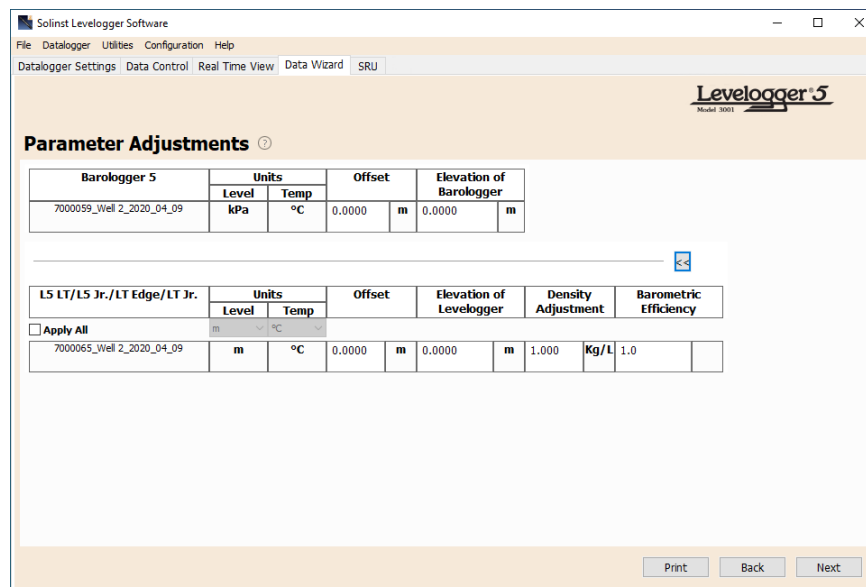 Solinst Levelogger Software
File Datalogger Utilities Configuration Help
Datalogger Settings Data Control Real Time View Data Wizard SRU
Levelogger®5
Model 3001
Parameter Adjustments ?
Barologger 5 Units Offset Elevation of Barologger
Level Temp
7000059_Well 2_2020_04_09 kPa °C 0.0000 m 0.0000 m
<<
L5 LT/L5 Jr./LT Edge/LT Jr. Units Offset Elevation of Levelogger Density Adjustment Barometric Efficiency
Level Temp
Apply All m °C
7000065_Well 2_2020_04_09 m °C 0.0000 m 0.0000 m 1.000 Kg/L 1.0
Print Back Next